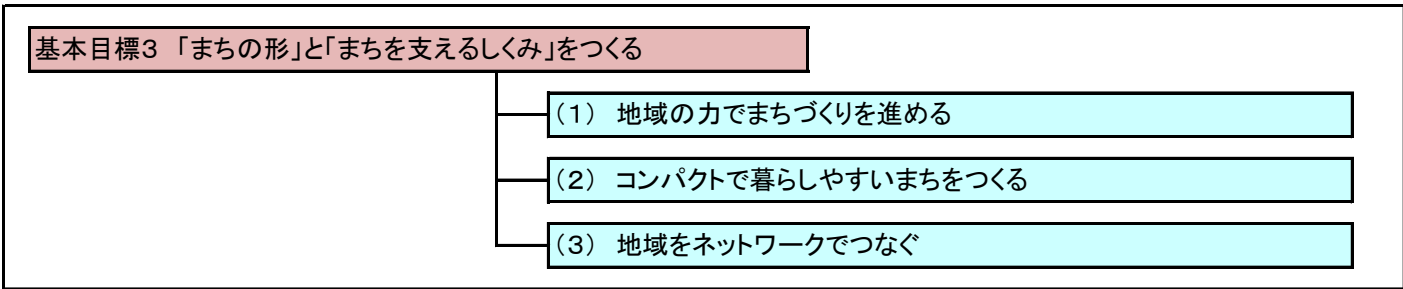 基本目標３　「まちの形」と「まちを支えるしくみ」をつくる
（１）　地域の力でまちづくりを進める
（２）　コンパクトで暮らしやすいまちをつくる
（３）　地域をネットワークでつなぐ